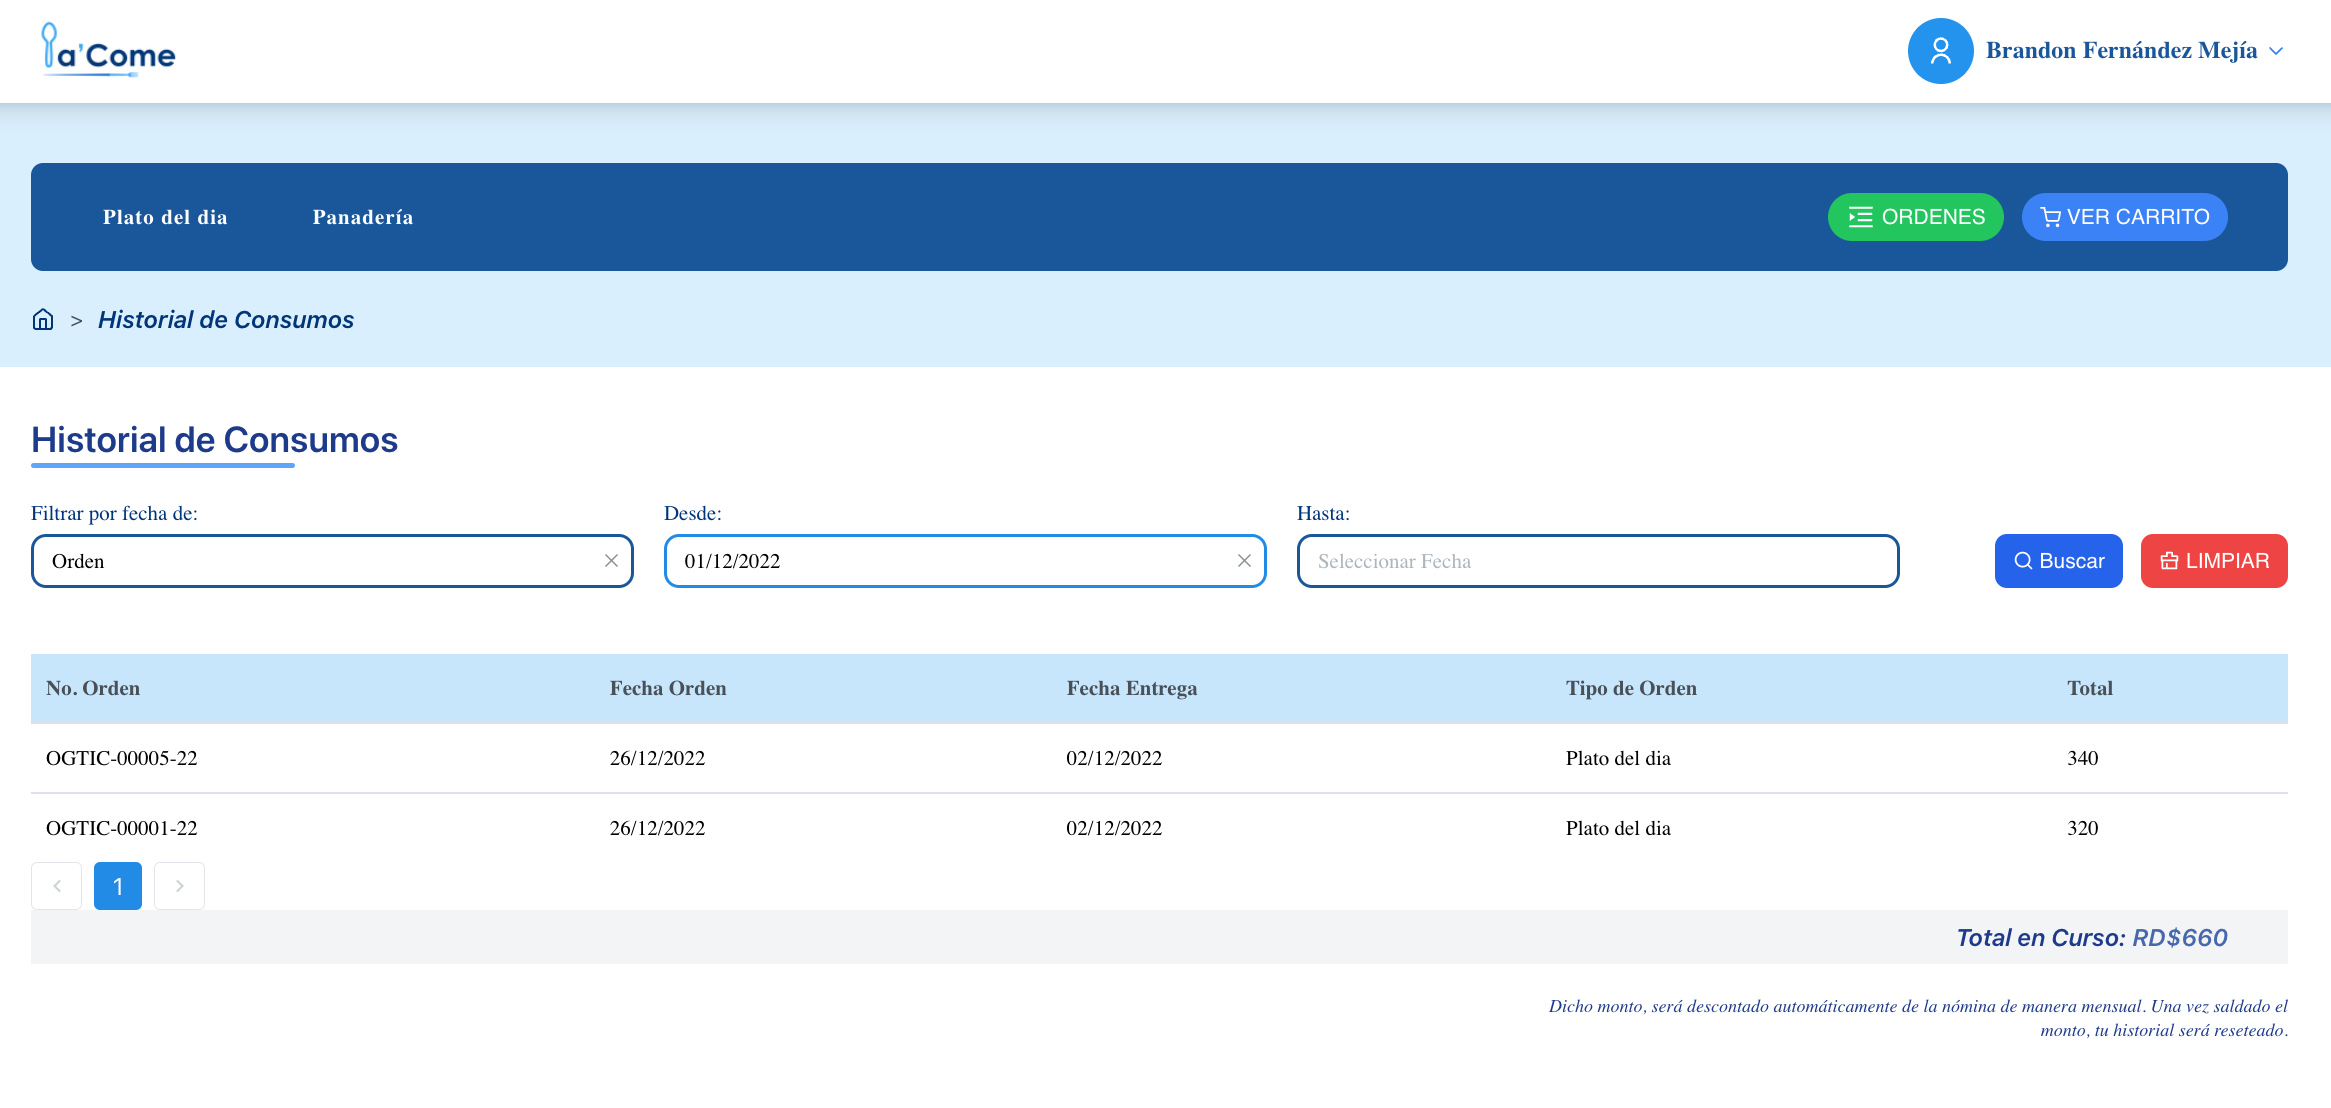 a'Come
Brandon Fernández Mejía
Plato del dia
Panadería
ORDENES
VER CARRITO
> Historial de Consumos
Historial de Consumos
Filtrar por fecha de:
Desde:
Hasta:
Orden
01/12/2022
Seleccionar Fecha
Buscar
LIMPIAR
No. Orden Fecha Orden Fecha Entrega Tipo de Orden Total
OGTIC-00005-22 26/12/2022 02/12/2022 Plato del dia 340
OGTIC-00001-22 26/12/2022 02/12/2022 Plato del dia 320
1
Total en Curso: RD$660
Dicho monto, será descontado automáticamente de la nómina de manera mensual. Una vez saldado el
monto, tu historial será reseteado.